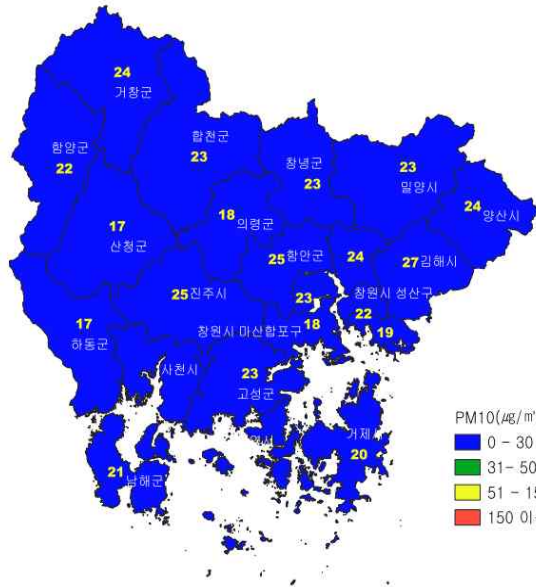 24
거창군
함양군
22
합천군
23
창녕군
23
23
밀양시
24 양산시
17
산청군
18
의령군
25 함안군
24
27 김해시
25 진주시
23
창원시 성산구
22
19
창원시 마산합포구
18
17
하동군
사천시
23
고성군
거제시
20
21
남해군
PM10(㎍/㎥
0 - 30
31- 50
51 - 15
150 이